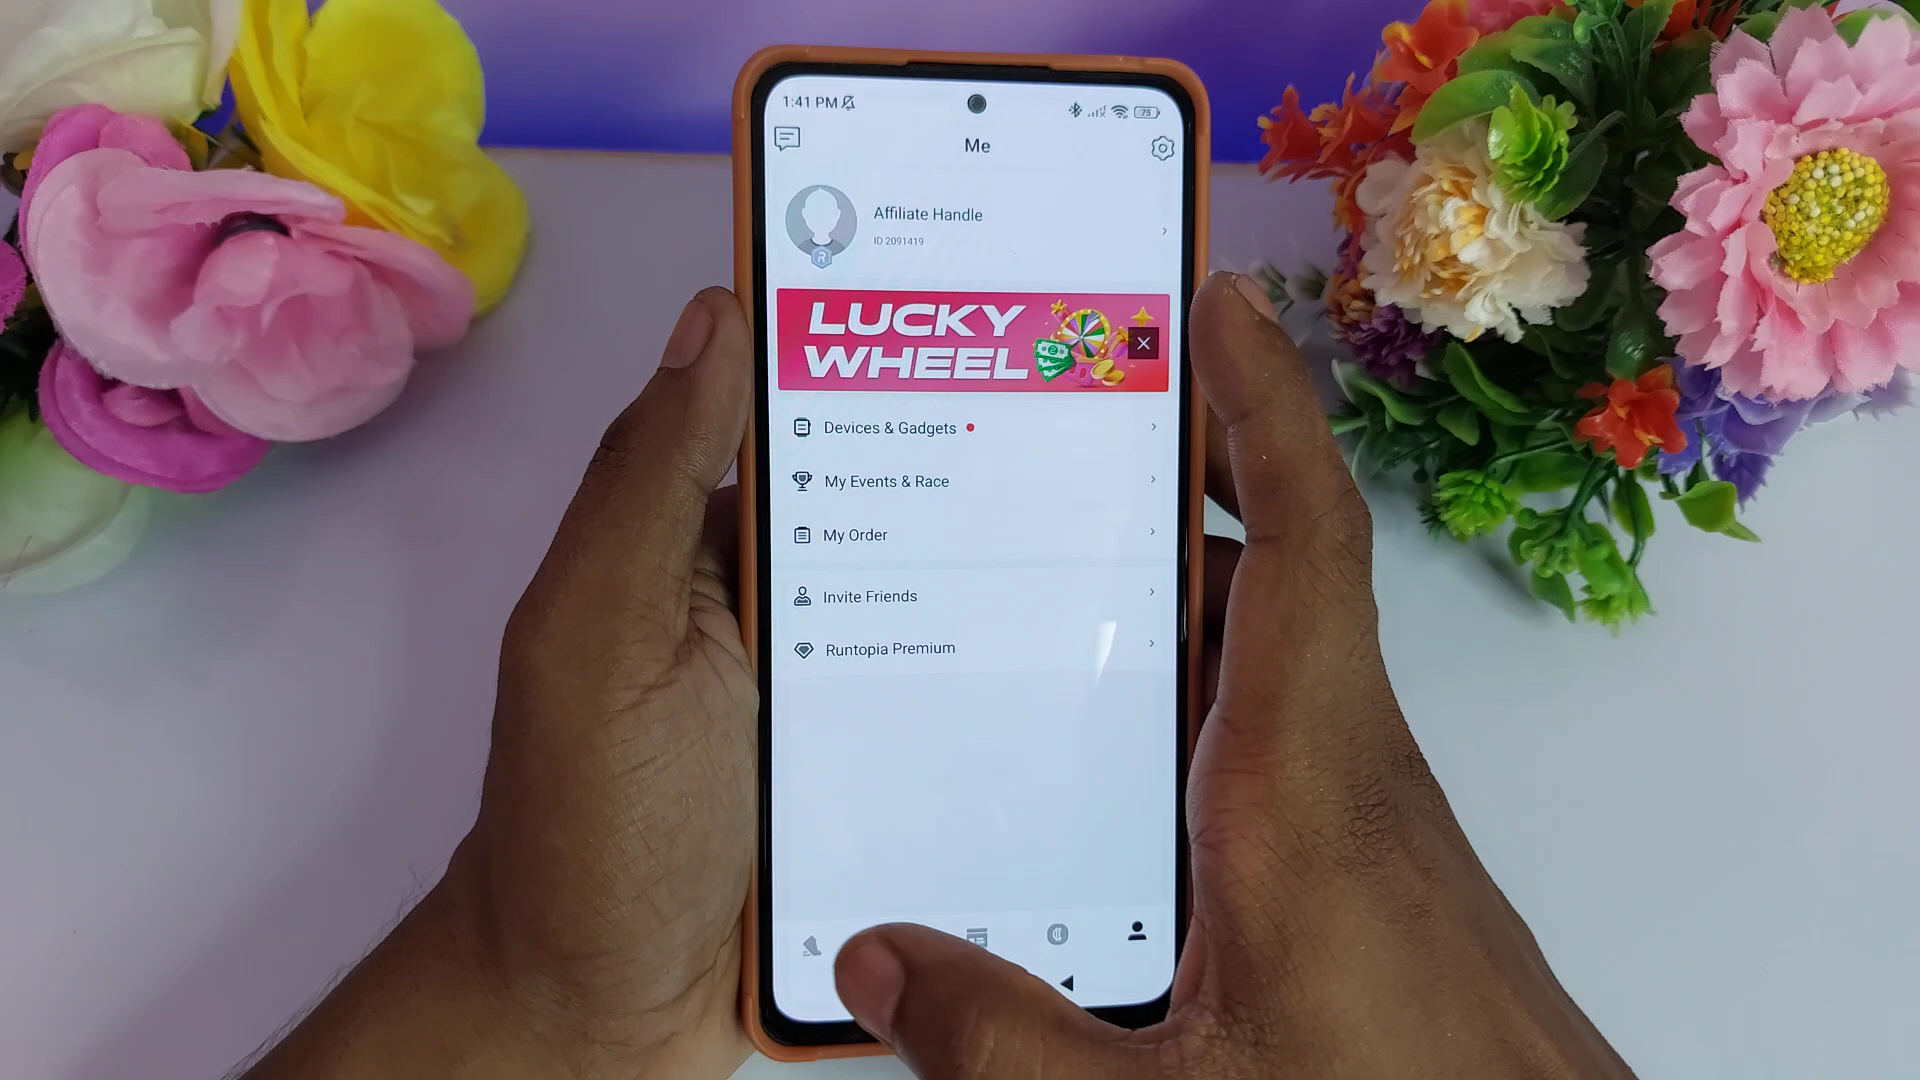 1:41 PM
75
Me
Affiliate Handle
ID 2091419
R
LUCKY
WHEEL
Devices & Gadgets
My Events & Race
My Order
Invite Friends
Runtopia Premium